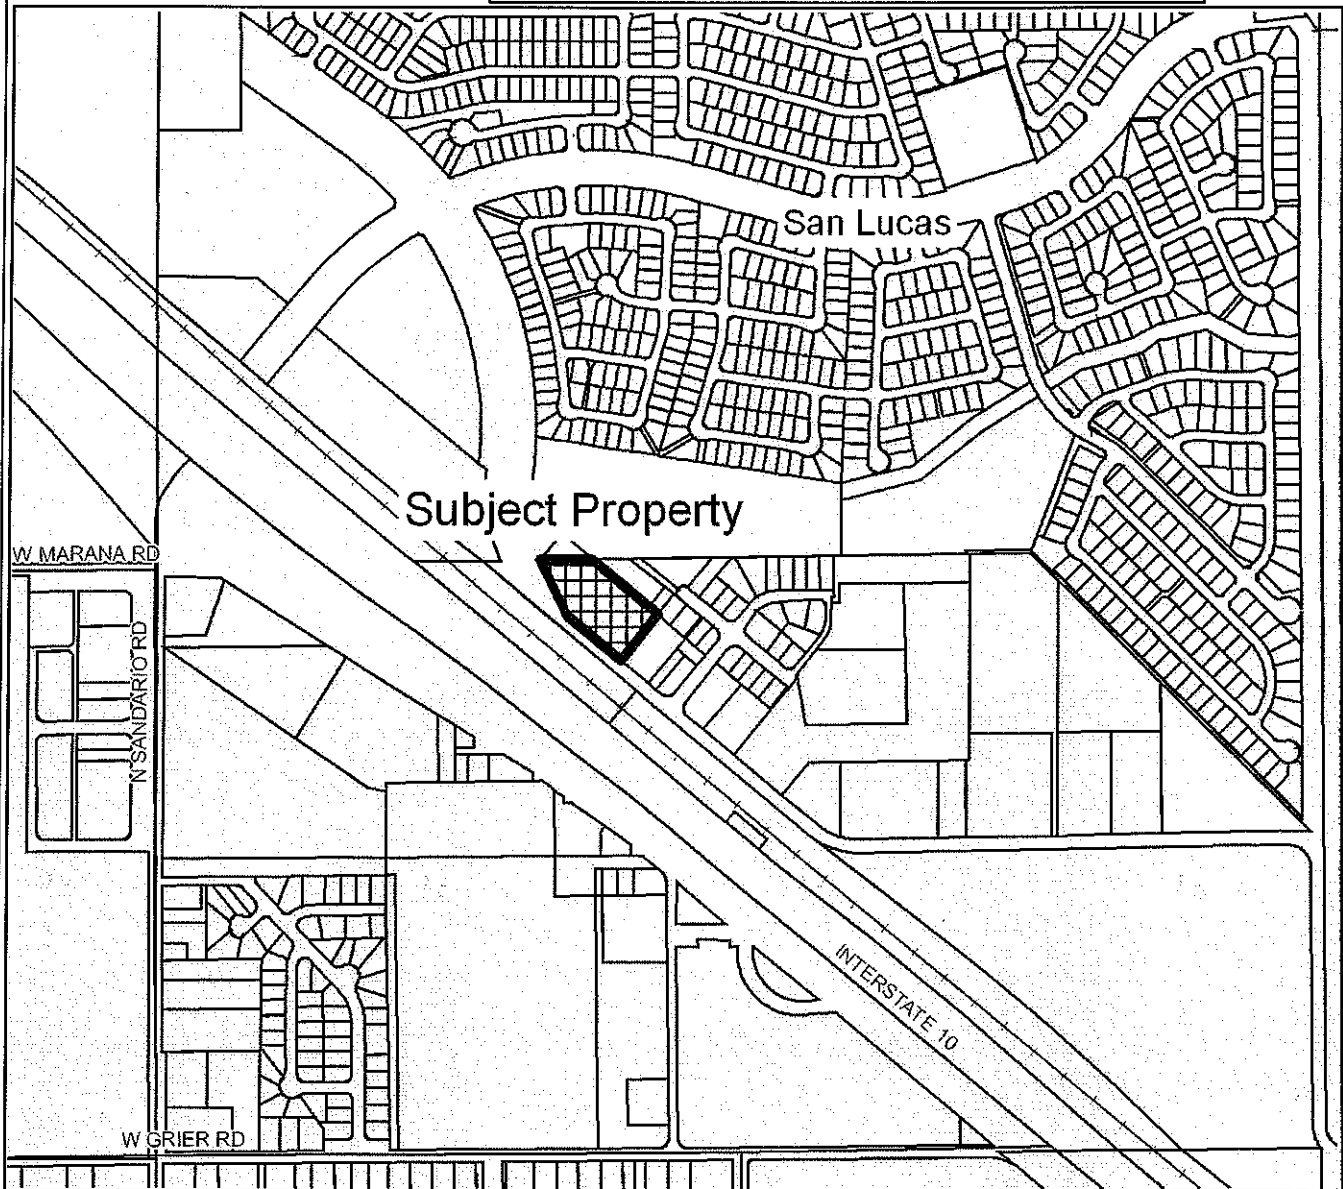 San Lucas
Subject Property
W MARANA RD
N SANDARIO RD
INTERSTATE 10
W GRIER RD